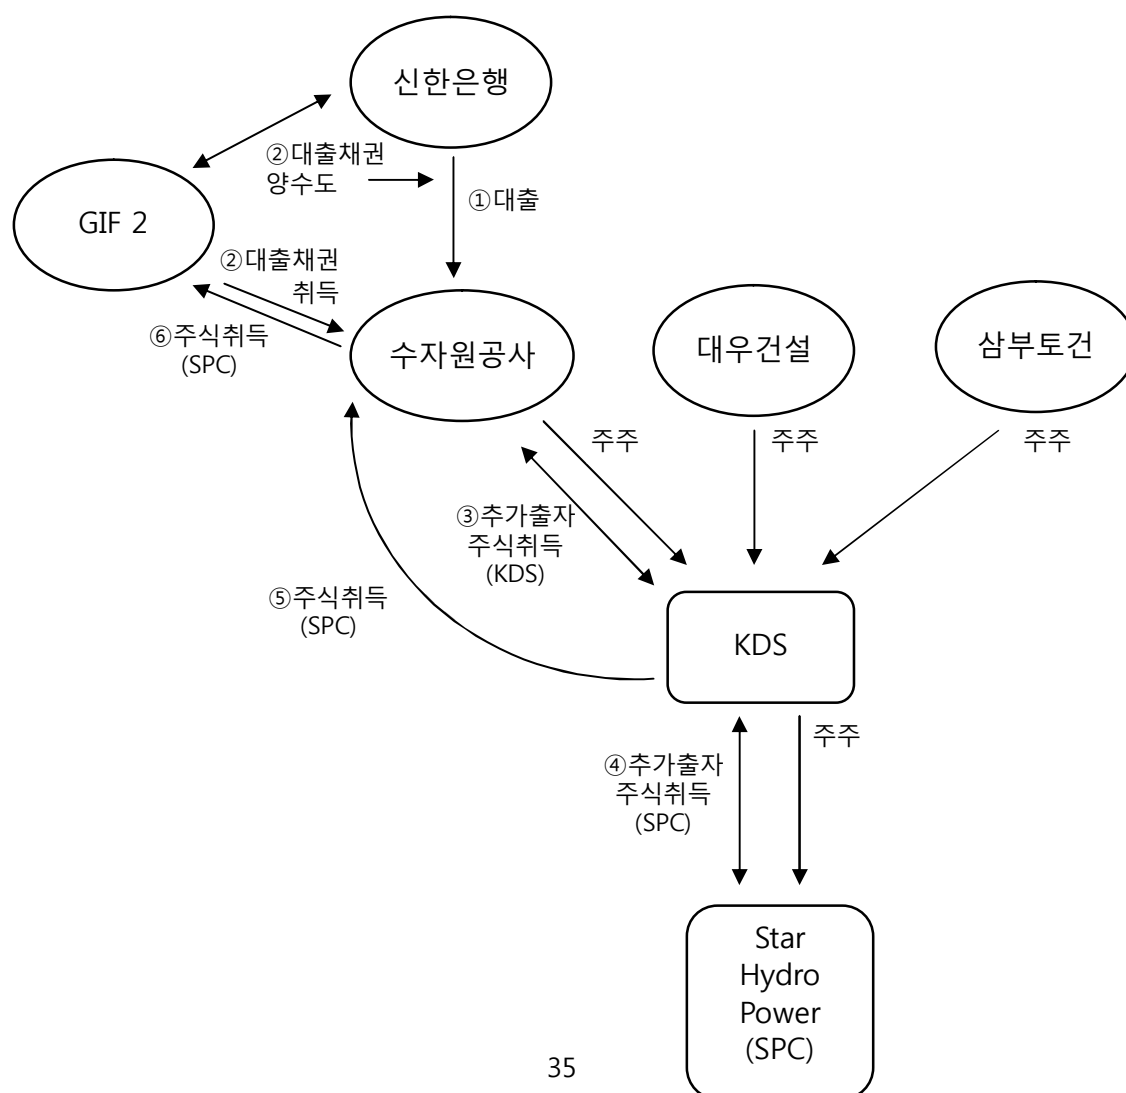 신한은행
②대출채권
양수도
①대출
GIF 2
②대출채권
취득
⑥주식취득
(SPC)
수자원공사
대우건설
삼부토건
주주
주주
주주
③추가출자
주식취득
(KDS)
⑤주식취득
(SPC)
KDS
주주
④추가출자
주식취득
(SPC)
Star
Hydro
Power
(SPC)
35